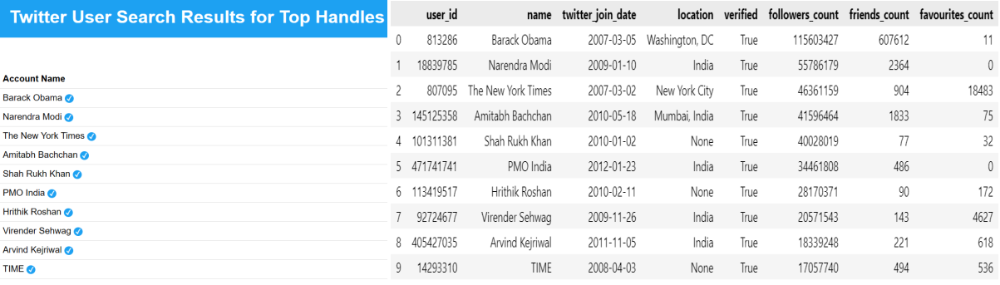 Twitter User Search Results for Top Handles
Account Name
Barack Obama
Narendra Modi
The New York Times
Amitabh Bachchan
Shah Rukh Khan
PMO India
Hrithik Roshan
Virender Sehwag
Arvind Kejriwal
TIME
user_id name twitter_join_date location verified followers_count friends_count favourites_count
0 813286 Barack Obama 2007-03-05 Washington, DC True 115603427 607612 11
1 18839785 Narendra Modi 2009-01-10 India True 55786179 2364 0
2 807095 The New York Times 2007-03-02 New York City True 46361159 904 18483
3 145125358 Amitabh Bachchan 2010-05-18 Mumbai, India True 41596464 1833 75
4 101311381 Shah Rukh Khan 2010-01-02 None True 40028019 77 32
5 471741741 PMO India 2012-01-23 India True 34461808 486 0
6 113419517 Hrithik Roshan 2010-02-11 None True 28170371 90 172
7 92724677 Virender Sehwag 2009-11-26 India True 20571543 143 4627
8 405427035 Arvind Kejriwal 2011-11-05 India True 18339248 221 618
9 14293310 TIME 2008-04-03 None True 17057740 494 536